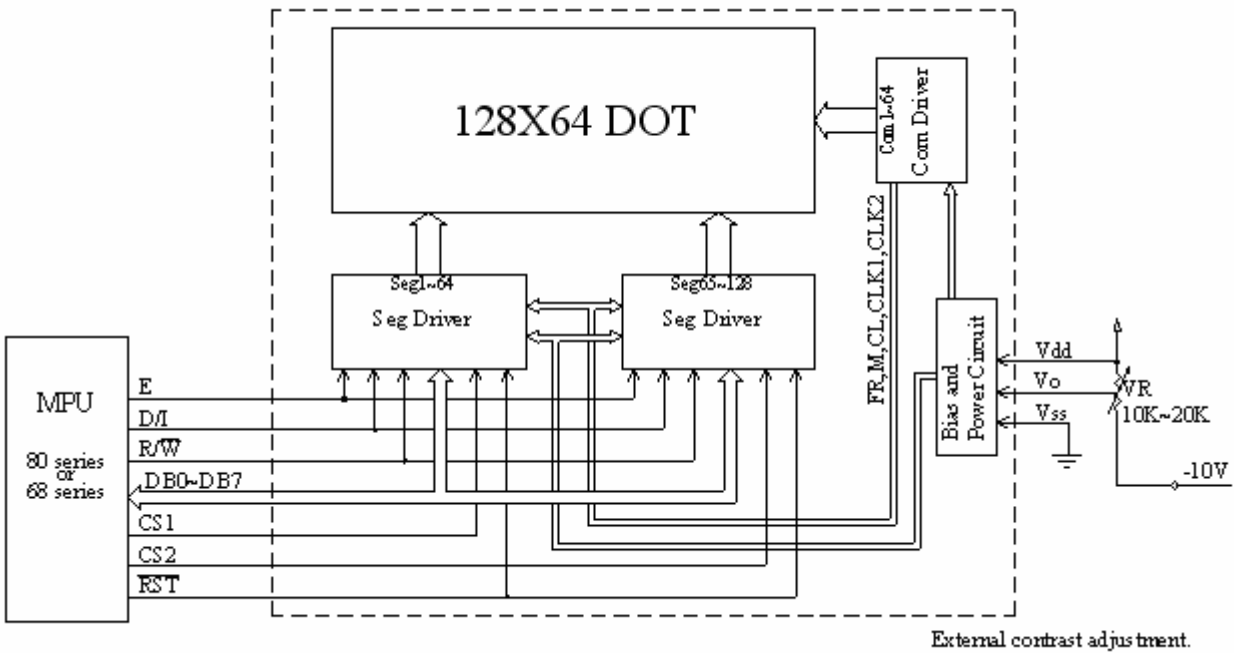 128X64 DOT
Com 1~64
Com Driver
FR,M,CL,CLK1,CLK2
Seg1~64
Seg Driver
Seg65~128
Seg Driver
MPU
80 series
or
68 series
E
D/I
R/W̅
DB0~DB7
CS1
CS2
R̅S̅T̅
Bias and
Power Circuit
Vdd
Vo
Vss
VR
10K~20K
-10V
External contrast adjustment.